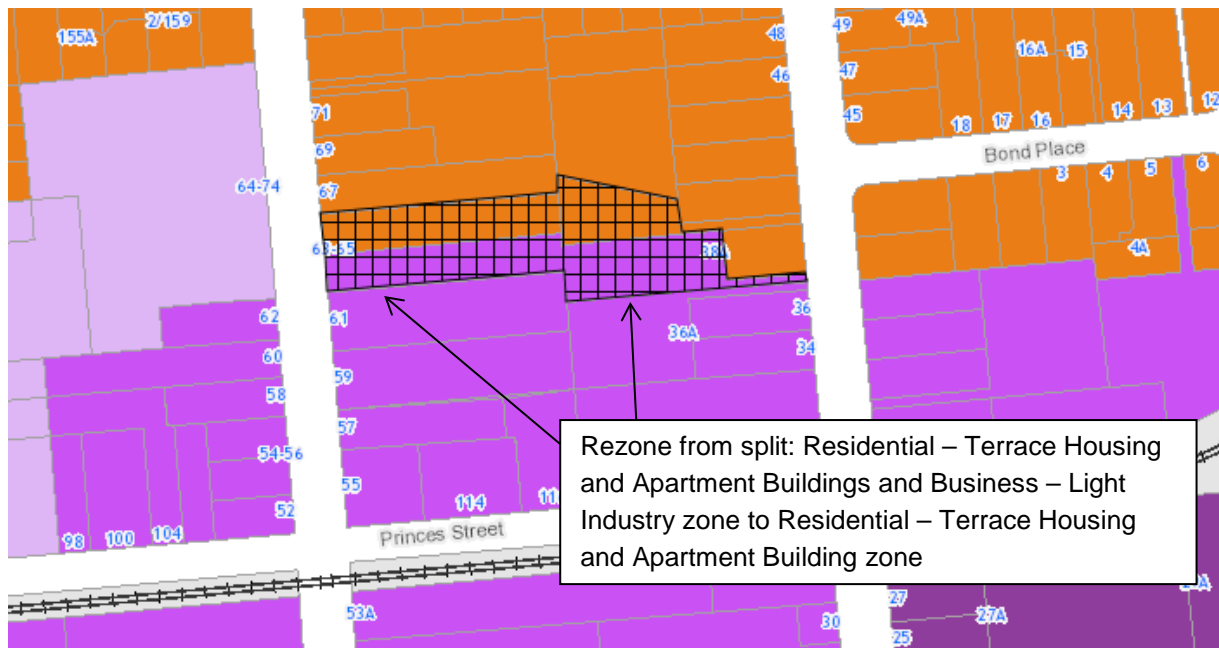 2/159
155A
48
49
49A
16A
15
46
47
71
45
18
17
16
14
13
12
69
Bond Place
64-74
67
3
4
5
6
38A
4A
62
61
36A
36
60
34
59
58
57
Rezone from split: Residential – Terrace Housing
and Apartment Buildings and Business – Light
Industry zone to Residential – Terrace Housing
and Apartment Building zone
54-56
55
114
52
98
100
104
Princes Street
53A
27
27A
30
25